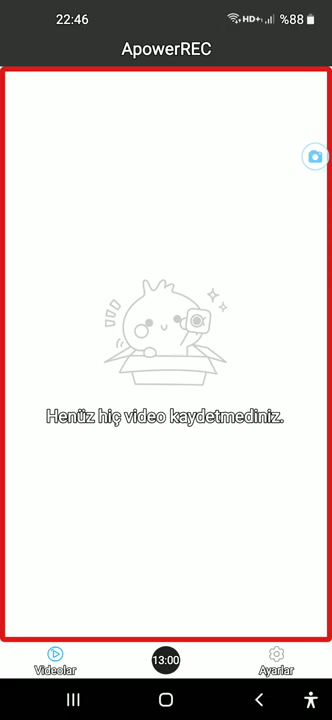 22:46
HD+
%88
ApowerREC
Henüz hiç video kaydetmediniz.
Videolar
13:00
Ayarlar